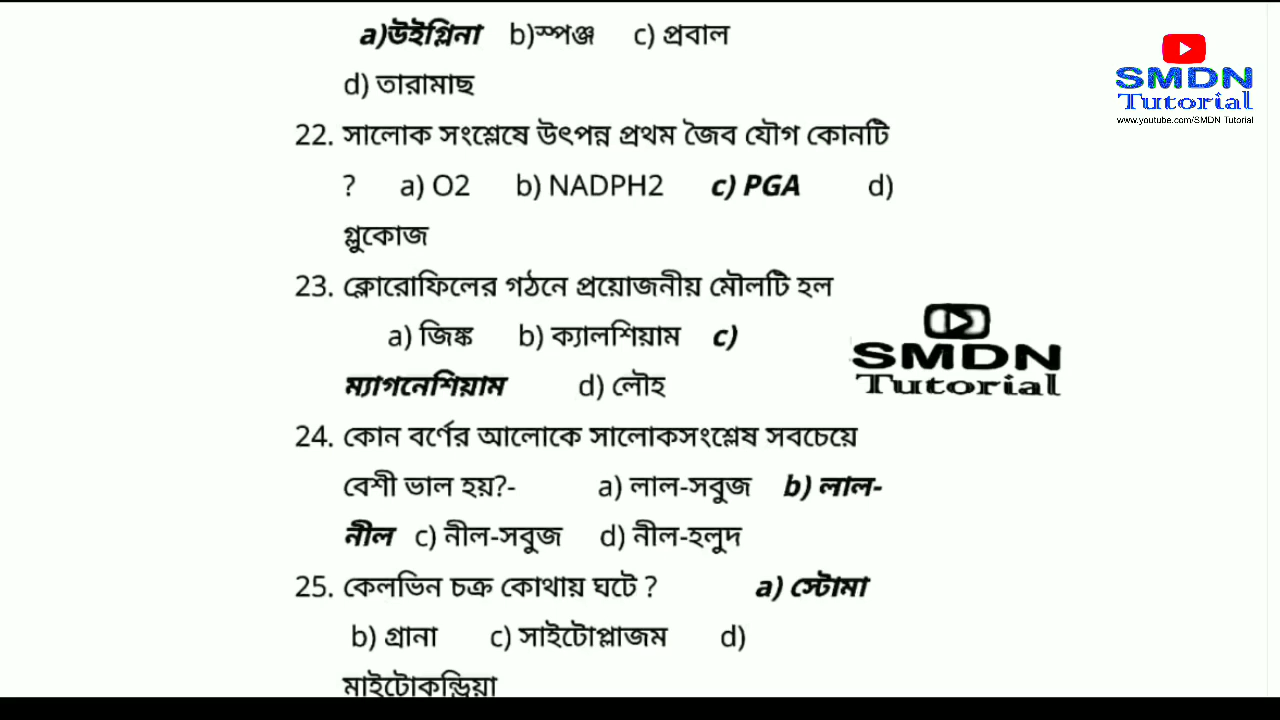 a)উইগ্লিনা b)স্পঞ্জ c) প্রবাল
d) তারামাছ
22. সালোক সংশ্লেষে উৎপন্ন প্রথম জৈব যৌগ কোনটি
? a) O2 b) NADPH2 c) PGA d)
গ্লুকোজ
23. ক্লোরোফিলের গঠনে প্রয়োজনীয় মৌলটি হল
a) জিঙ্ক b) ক্যালশিয়াম c)
ম্যাগনেশিয়াম d) লৌহ
24. কোন বর্ণের আলোকে সালোকসংশ্লেষ সবচেয়ে
বেশী ভাল হয়?- a) লাল-সবুজ b) লাল-
নীল c) নীল-সবুজ d) নীল-হলুদ
25. কেলভিন চক্র কোথায় ঘটে ? a) স্টোমা
b) গ্রানা c) সাইটোপ্লাজম d)
মাইটোকন্ড্রিয়া
SMDN
Tutorial
www.youtube.com/SMDN Tutorial
SMDN
Tutorial